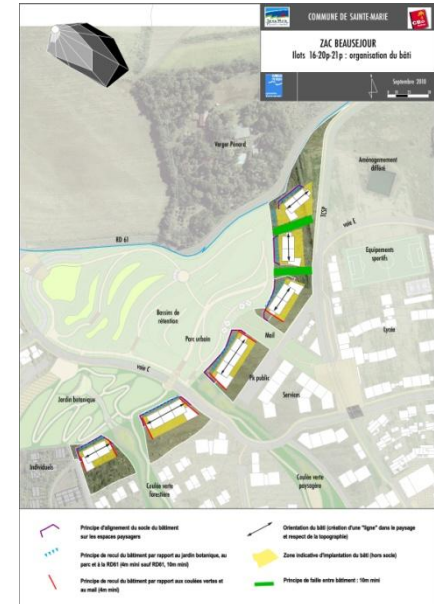 COMMUNE DE SAINTE-MARIE
ZAC BEAUSEJOUR
Ilots 16-20p-21p : organisation du bâti
Septembre 2010
Verger Pénard
Aménagement
différé
TCSP
voie E
RD 61
Equipements
sportifs
Bassins de
rétention
Parc urbain
Mail
Lycée
voie C
Pk public
Services
Jardin botanique
Individuels
Coulée verte
forestière
Coulée verte
paysagère
Principe d'alignement du socle du bâtiment
sur les espaces paysagers
Principe de recul du bâtiment par rapport au jardin botanique, au
parc et à la RD61 (4m mini sauf RD61, 10m mini)
Principe de recul du bâtiment par rapport aux coulées vertes et
au mail (4m mini)
Orientation du bâti (création d'une "ligne" dans le paysage
et respect de la topographie)
Zone indicative d'implantation du bâti (hors socle)
Principe de faille entre bâtiment : 10m mini